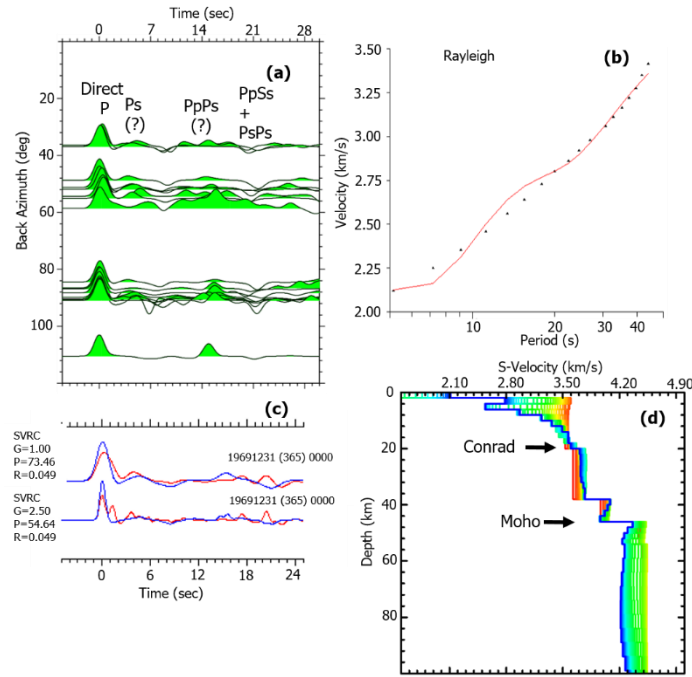 Time (sec)
0 7 14 21 28
(a)
Direct
P
Ps
(?)
PpPs
(?)
PpSs
+
PsPs
Back Azimuth (deg)
20
40
60
80
100
Rayleigh
(b)
Velocity (km/s)
3.50
3.25
3.00
2.75
2.50
2.25
2.00
10 20 30 40
Period (s)
(c)
SVRC
G=1.00
P=73.46
R=0.049
19691231 (365) 0000
SVRC
G=2.50
P=54.64
R=0.049
19691231 (365) 0000
0 6 12 18 24
Time (sec)
S-Velocity (km/s)
2.10 2.80 3.50 4.20 4.90
(d)
Depth (km)
0
20
40
60
80
Conrad
Moho